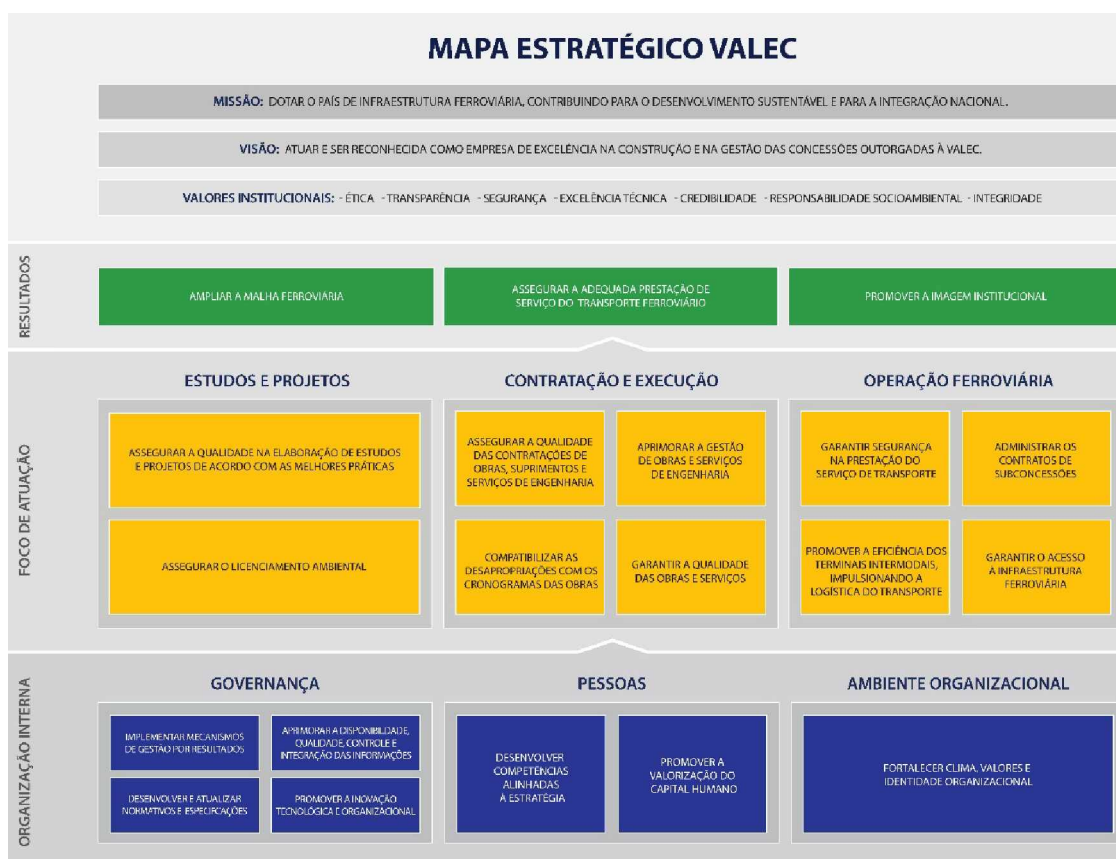 MAPA ESTRATÉGICO VALEC
MISSÃO: DOTAR O PAÍS DE INFRAESTRUTURA FERROVIÁRIA, CONTRIBUINDO PARA O DESENVOLVIMENTO SUSTENTÁVEL E PARA A INTEGRAÇÃO NACIONAL.
VISÃO: ATUAR E SER RECONHECIDA COMO EMPRESA DE EXCELÊNCIA NA CONSTRUÇÃO E NA GESTÃO DAS CONCESSÕES OUTORGADAS À VALEC.
VALORES INSTITUCIONAIS: - ÉTICA - TRANSPARÊNCIA - SEGURANÇA - EXCELÊNCIA TÉCNICA - CREDIBILIDADE - RESPONSABILIDADE SOCIOAMBIENTAL - INTEGRIDADE
RESULTADOS
AMPLIAR A MALHA FERROVIÁRIA
ASSEGURAR A ADEQUADA PRESTAÇÃO DE
SERVIÇO DO TRANSPORTE FERROVIÁRIO
PROMOVER A IMAGEM INSTITUCIONAL
FOCO DE ATUAÇÃO
ESTUDOS E PROJETOS
ASSEGURAR A QUALIDADE NA ELABORAÇÃO DE ESTUDOS
E PROJETOS DE ACORDO COM AS MELHORES PRÁTICAS
ASSEGURAR O LICENCIAMENTO AMBIENTAL
CONTRATAÇÃO E EXECUÇÃO
ASSEGURAR A QUALIDADE
DAS CONTRATAÇÕES DE
OBRAS, SUPRIMENTOS E
SERVIÇOS DE ENGENHARIA
APRIMORAR A GESTÃO
DE OBRAS E SERVIÇOS
DE ENGENHARIA
COMPATIBILIZAR AS
DESAPROPRIAÇÕES COM OS
CRONOGRAMAS DAS OBRAS
GARANTIR A QUALIDADE
DAS OBRAS E SERVIÇOS
OPERAÇÃO FERROVIÁRIA
GARANTIR SEGURANÇA
NA PRESTAÇÃO DO
SERVIÇO DE TRANSPORTE
ADMINISTRAR OS
CONTRATOS DE
SUBCONCESSÕES
PROMOVER A EFICIÊNCIA DOS
TERMINAIS INTERMODAIS,
IMPULSIONANDO A
LOGÍSTICA DO TRANSPORTE
GARANTIR O ACESSO
À INFRAESTRUTURA
FERROVIÁRIA
ORGANIZAÇÃO INTERNA
GOVERNANÇA
IMPLEMENTAR MECANISMOS
DE GESTÃO POR RESULTADOS
APRIMORAR A DISPONIBILIDADE,
QUALIDADE, CONTROLE E
INTEGRAÇÃO DAS INFORMAÇÕES
DESENVOLVER E ATUALIZAR
NORMATIVOS E ESPECIFCAÇÕES
PROMOVER A INOVAÇÃO
TECNOLÓGICA E ORGANIZACIONAL
PESSOAS
DESENVOLVER
COMPETÊNCIAS
ALINHADAS
À ESTRATÉGIA
PROMOVER A
VALORIZAÇÃO DO
CAPITAL HUMANO
AMBIENTE ORGANIZACIONAL
FORTALECER CLIMA, VALORES E
IDENTIDADE ORGANIZACIONAL